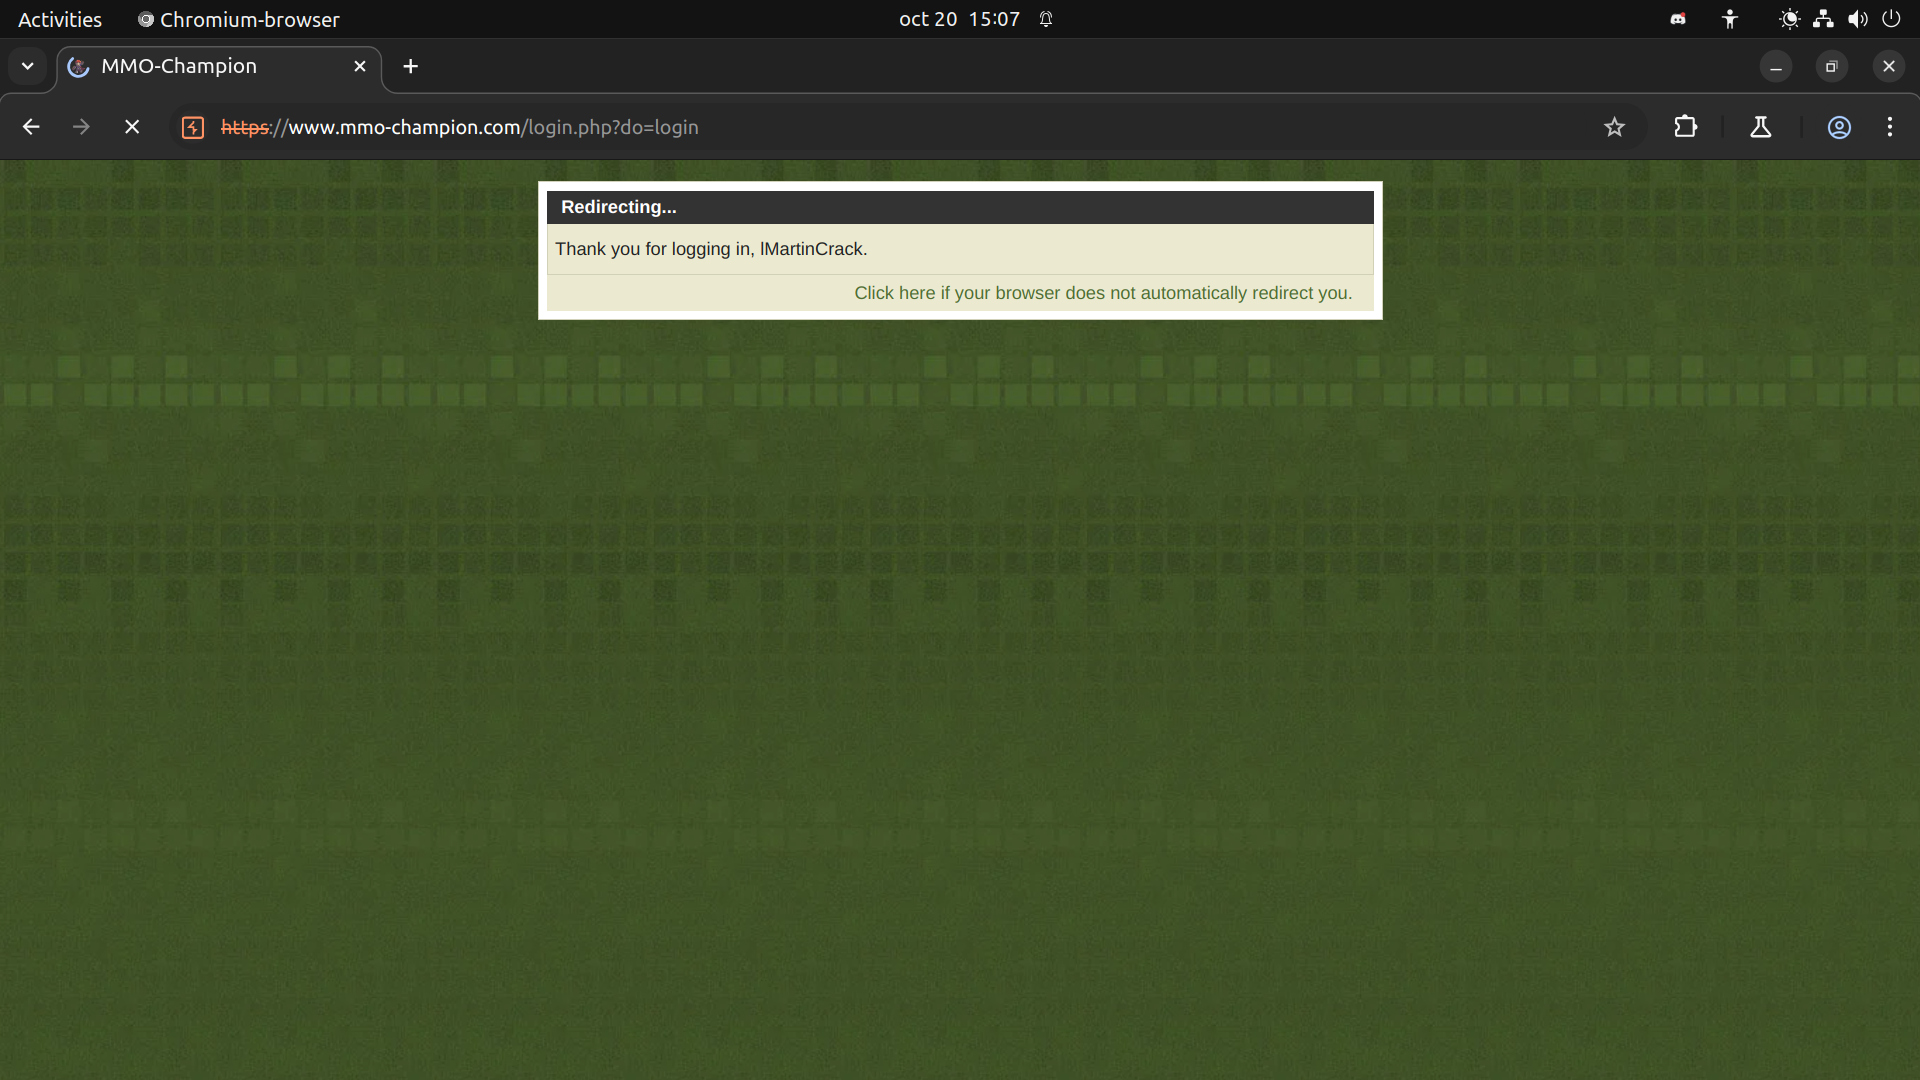 Activities
Chromium-browser
oct 20 15:07
MMO-Champion
https://www.mmo-champion.com/login.php?do=login
Redirecting...
Thank you for logging in, lMartinCrack.
Click here if your browser does not automatically redirect you.